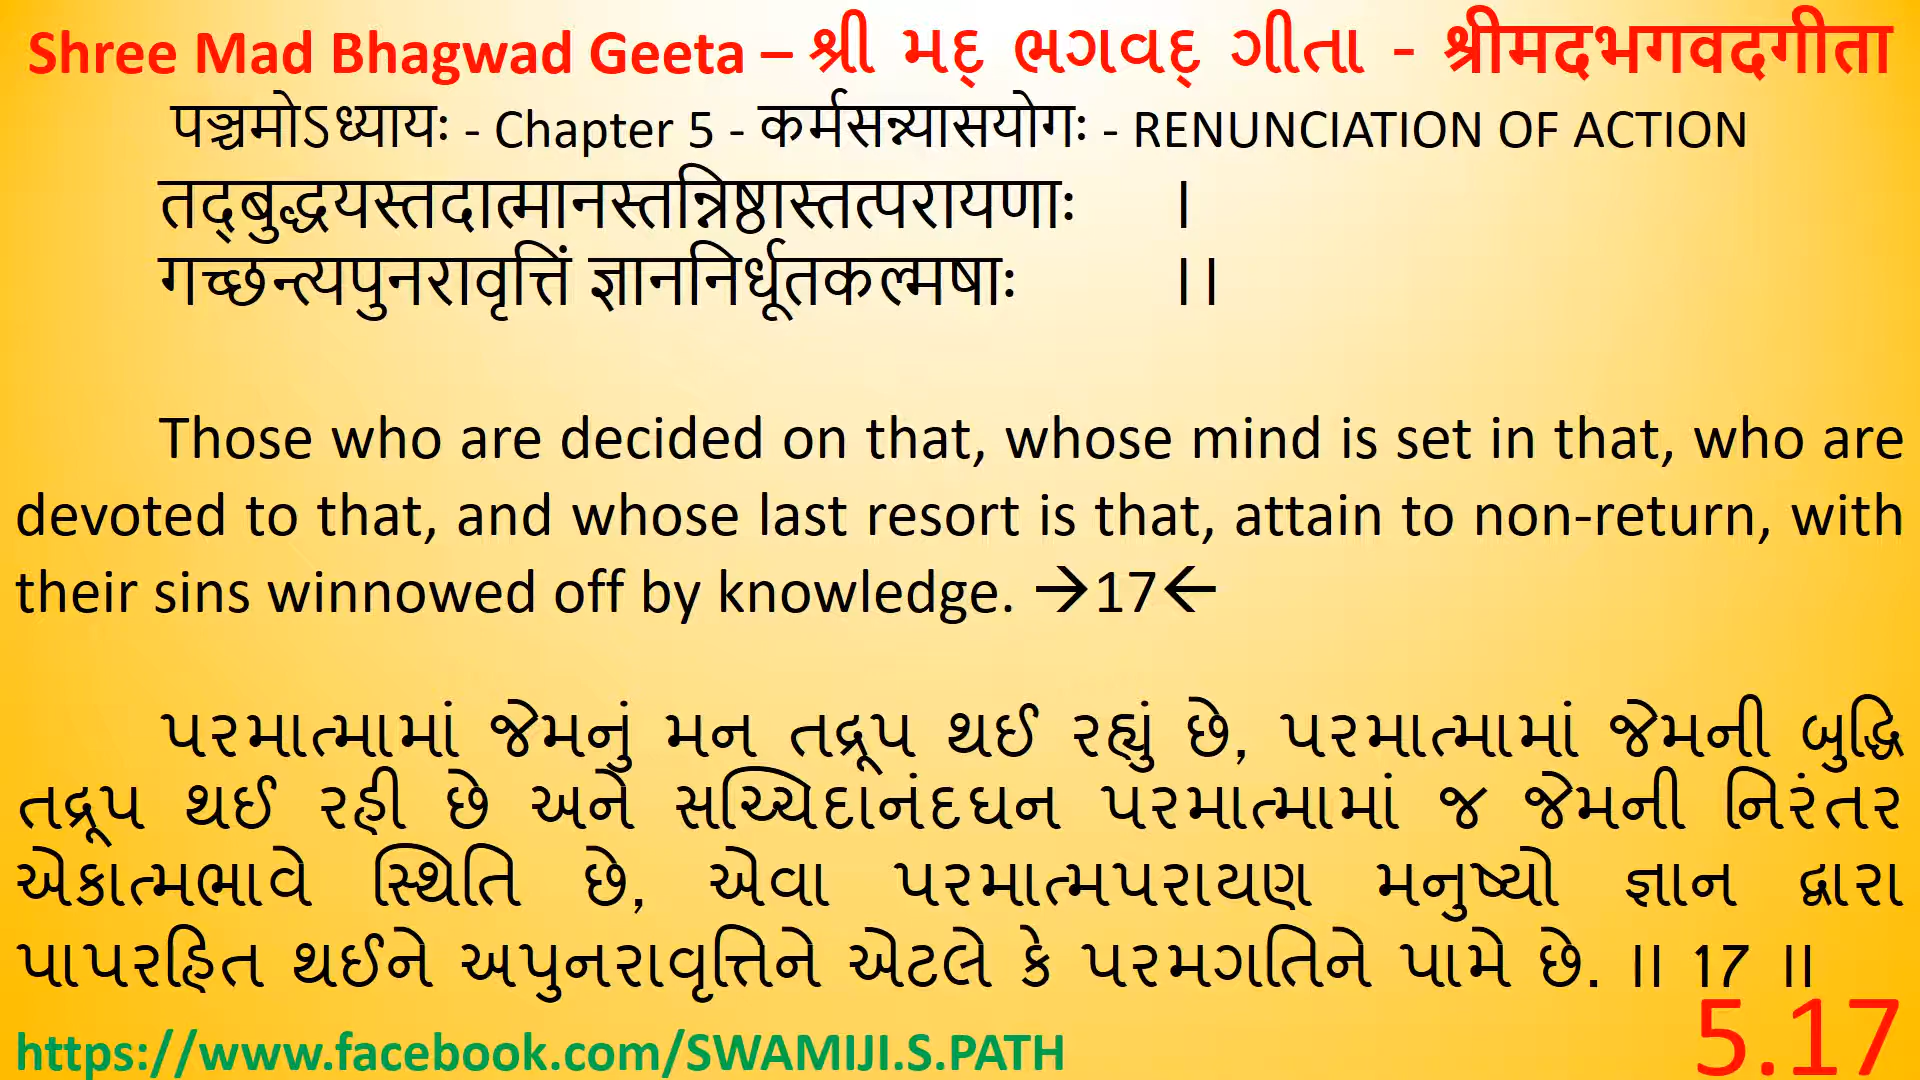 Shree Mad Bhagwad Geeta – શ્રી મદ્ ભગવદ્ ગીતા - श्रीमदभगवदगीता
पञ्चमोऽध्यायः - Chapter 5 - कर्मसन्न्यासयोगः - RENUNCIATION OF ACTION
तद्‌बुद्धयस्तदात्मानस्तन्निष्ठास्तत्परायणाः ।
गच्छन्त्यपुनरावृत्तिं ज्ञाननिर्धूतकल्मषाः ।।
Those who are decided on that, whose mind is set in that, who are
devoted to that, and whose last resort is that, attain to non-return, with
their sins winnowed off by knowledge. →17←
પરમાત્મામાં જેમનું મન તદ્રૂપ થઈ રહ્યું છે, પરમાત્મામાં જેમની બુદ્ધિ
તદ્રૂપ થઈ રહી છે અને સચ્ચિદાનંદઘન પરમાત્મામાં જ જેમની નિરંતર
એકાત્મભાવે સ્થિતિ છે, એવા પરમાત્મપરાયણ મનુષ્યો જ્ઞાન દ્વારા
પાપરહિત થઈને અપુનરાવૃત્તિને એટલે કે પરમગતિને પામે છે. ।। 17 ।।
https://www.facebook.com/SWAMIJI.S.PATH 5.17